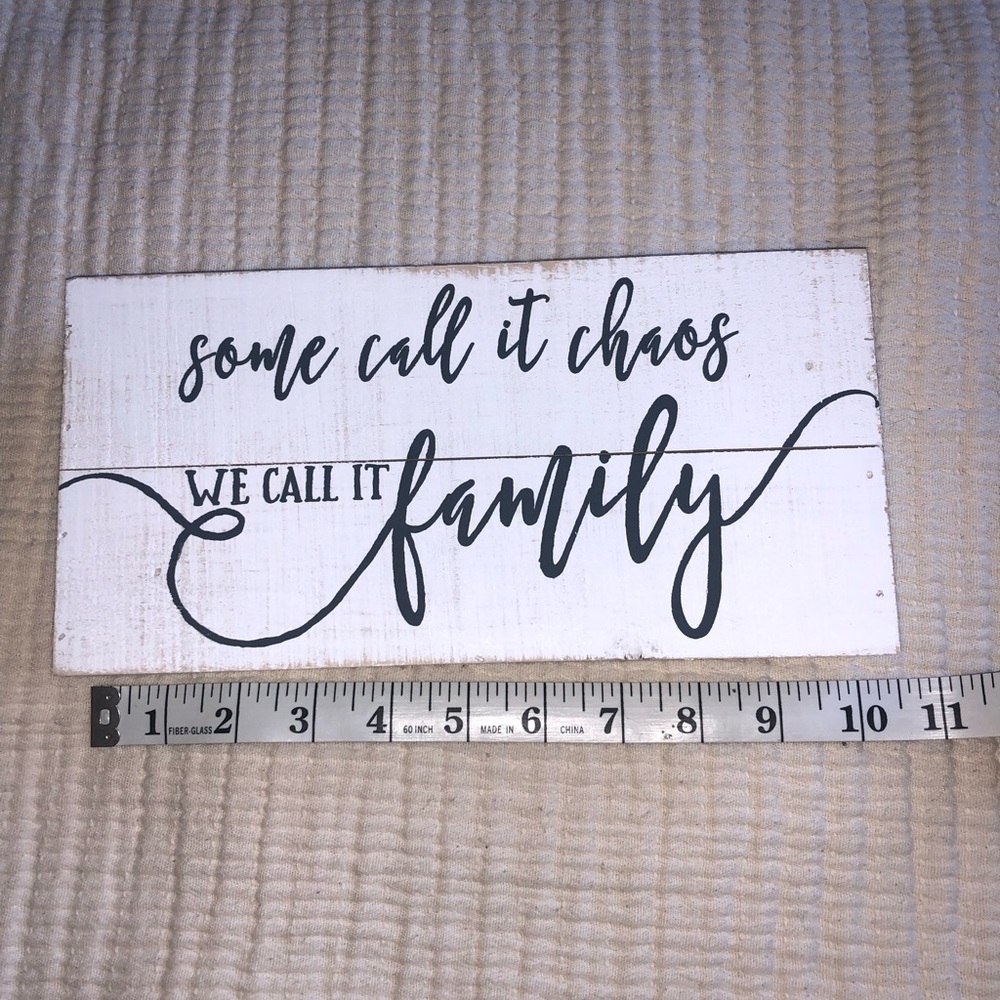 some call it chaos
WE CALL IT family
B 1 2 3 4 5 6 7 8 9 10 11
FIBER-GLASS 60 INCH MADE IN CHINA